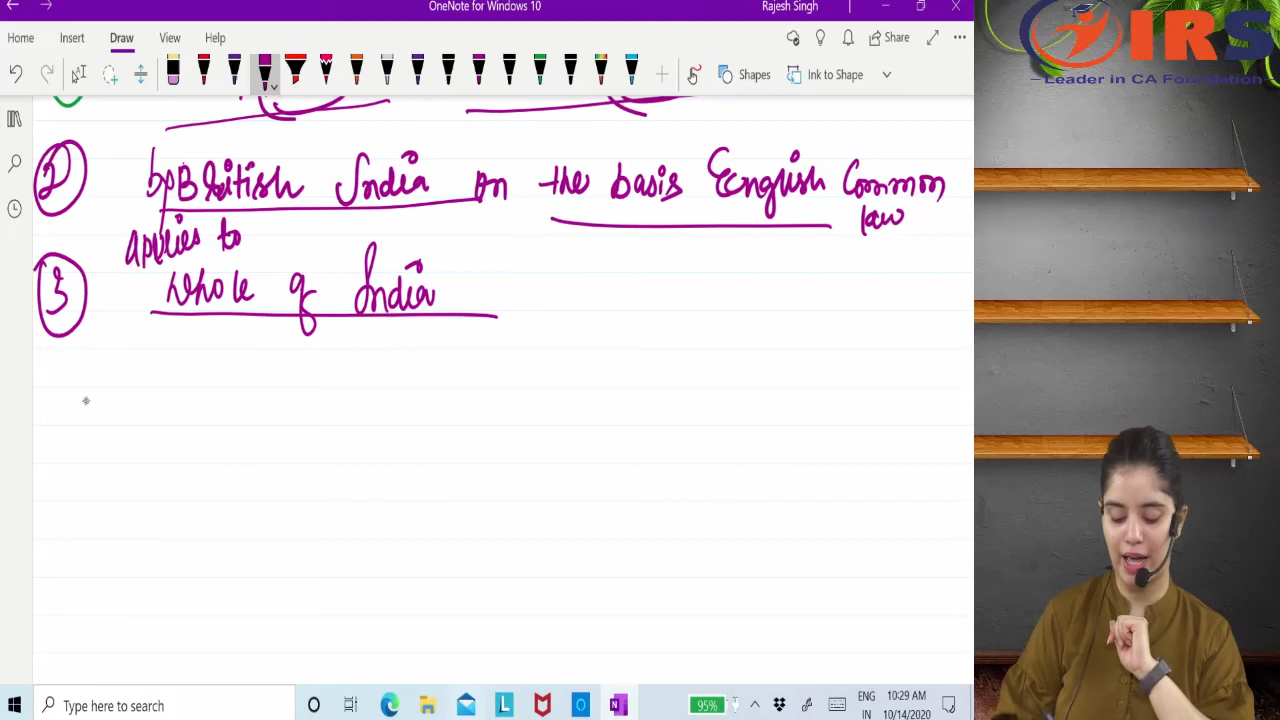 OneNote for Windows 10
Rajesh Singh
Home Insert Draw View Help
Share
Shapes
Ink to Shape
IRS
-Leader in CA Foundation-
② by British India on the basis English Common
law
applies to
③ whole of India
Type here to search
95%
ENG
IN
10:29 AM
10/14/2020